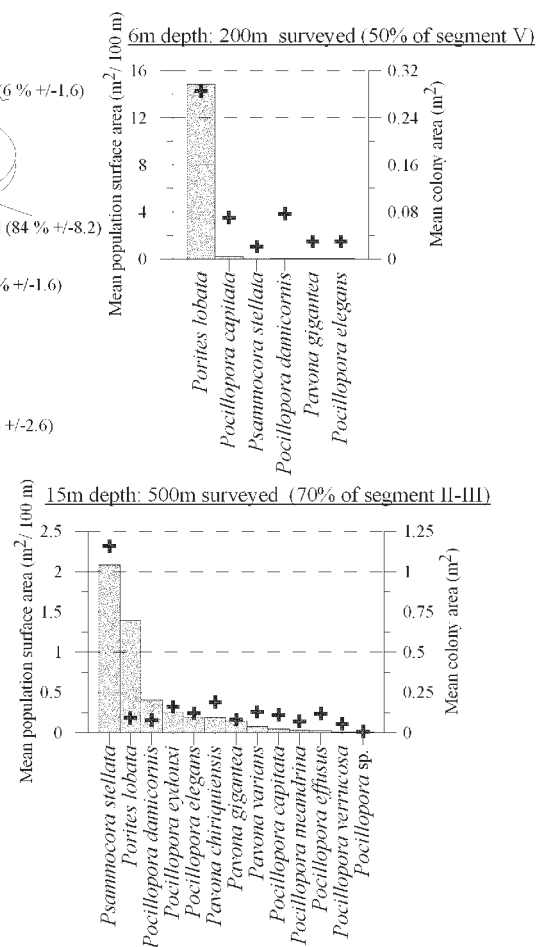 6m depth: 200m surveyed (50% of segment V)
Mean population surface area (m²/ 100 m)
16
12
8
4
0
0.32
0.24
0.16
0.08
0
Mean colony area (m²)
Porites lobata
Pocillopora capitata
Psammocora stellata
Pocillopora damicornis
Pavona gigantea
Pocillopora elegans
(6 % +/-1.6)
(84 % +/-8.2)
% +/-1.6)
+/-2.6)
15m depth: 500m surveyed (70% of segment II-III)
Mean population surface area (m²/ 100 m)
2.5
2
1.5
1
0.5
0
1.25
1
0.75
0.5
0.25
0
Mean colony area (m²)
Psammocora stellata
Porites lobata
Pocillopora damicornis
Pocillopora eydouxi
Pocillopora elegans
Pavona chiriquiensis
Pavona gigantea
Pavona varians
Pocillopora capitata
Pocillopora meandrina
Pocillopora effusus
Pocillopora verrucosa
Pocillopora sp.